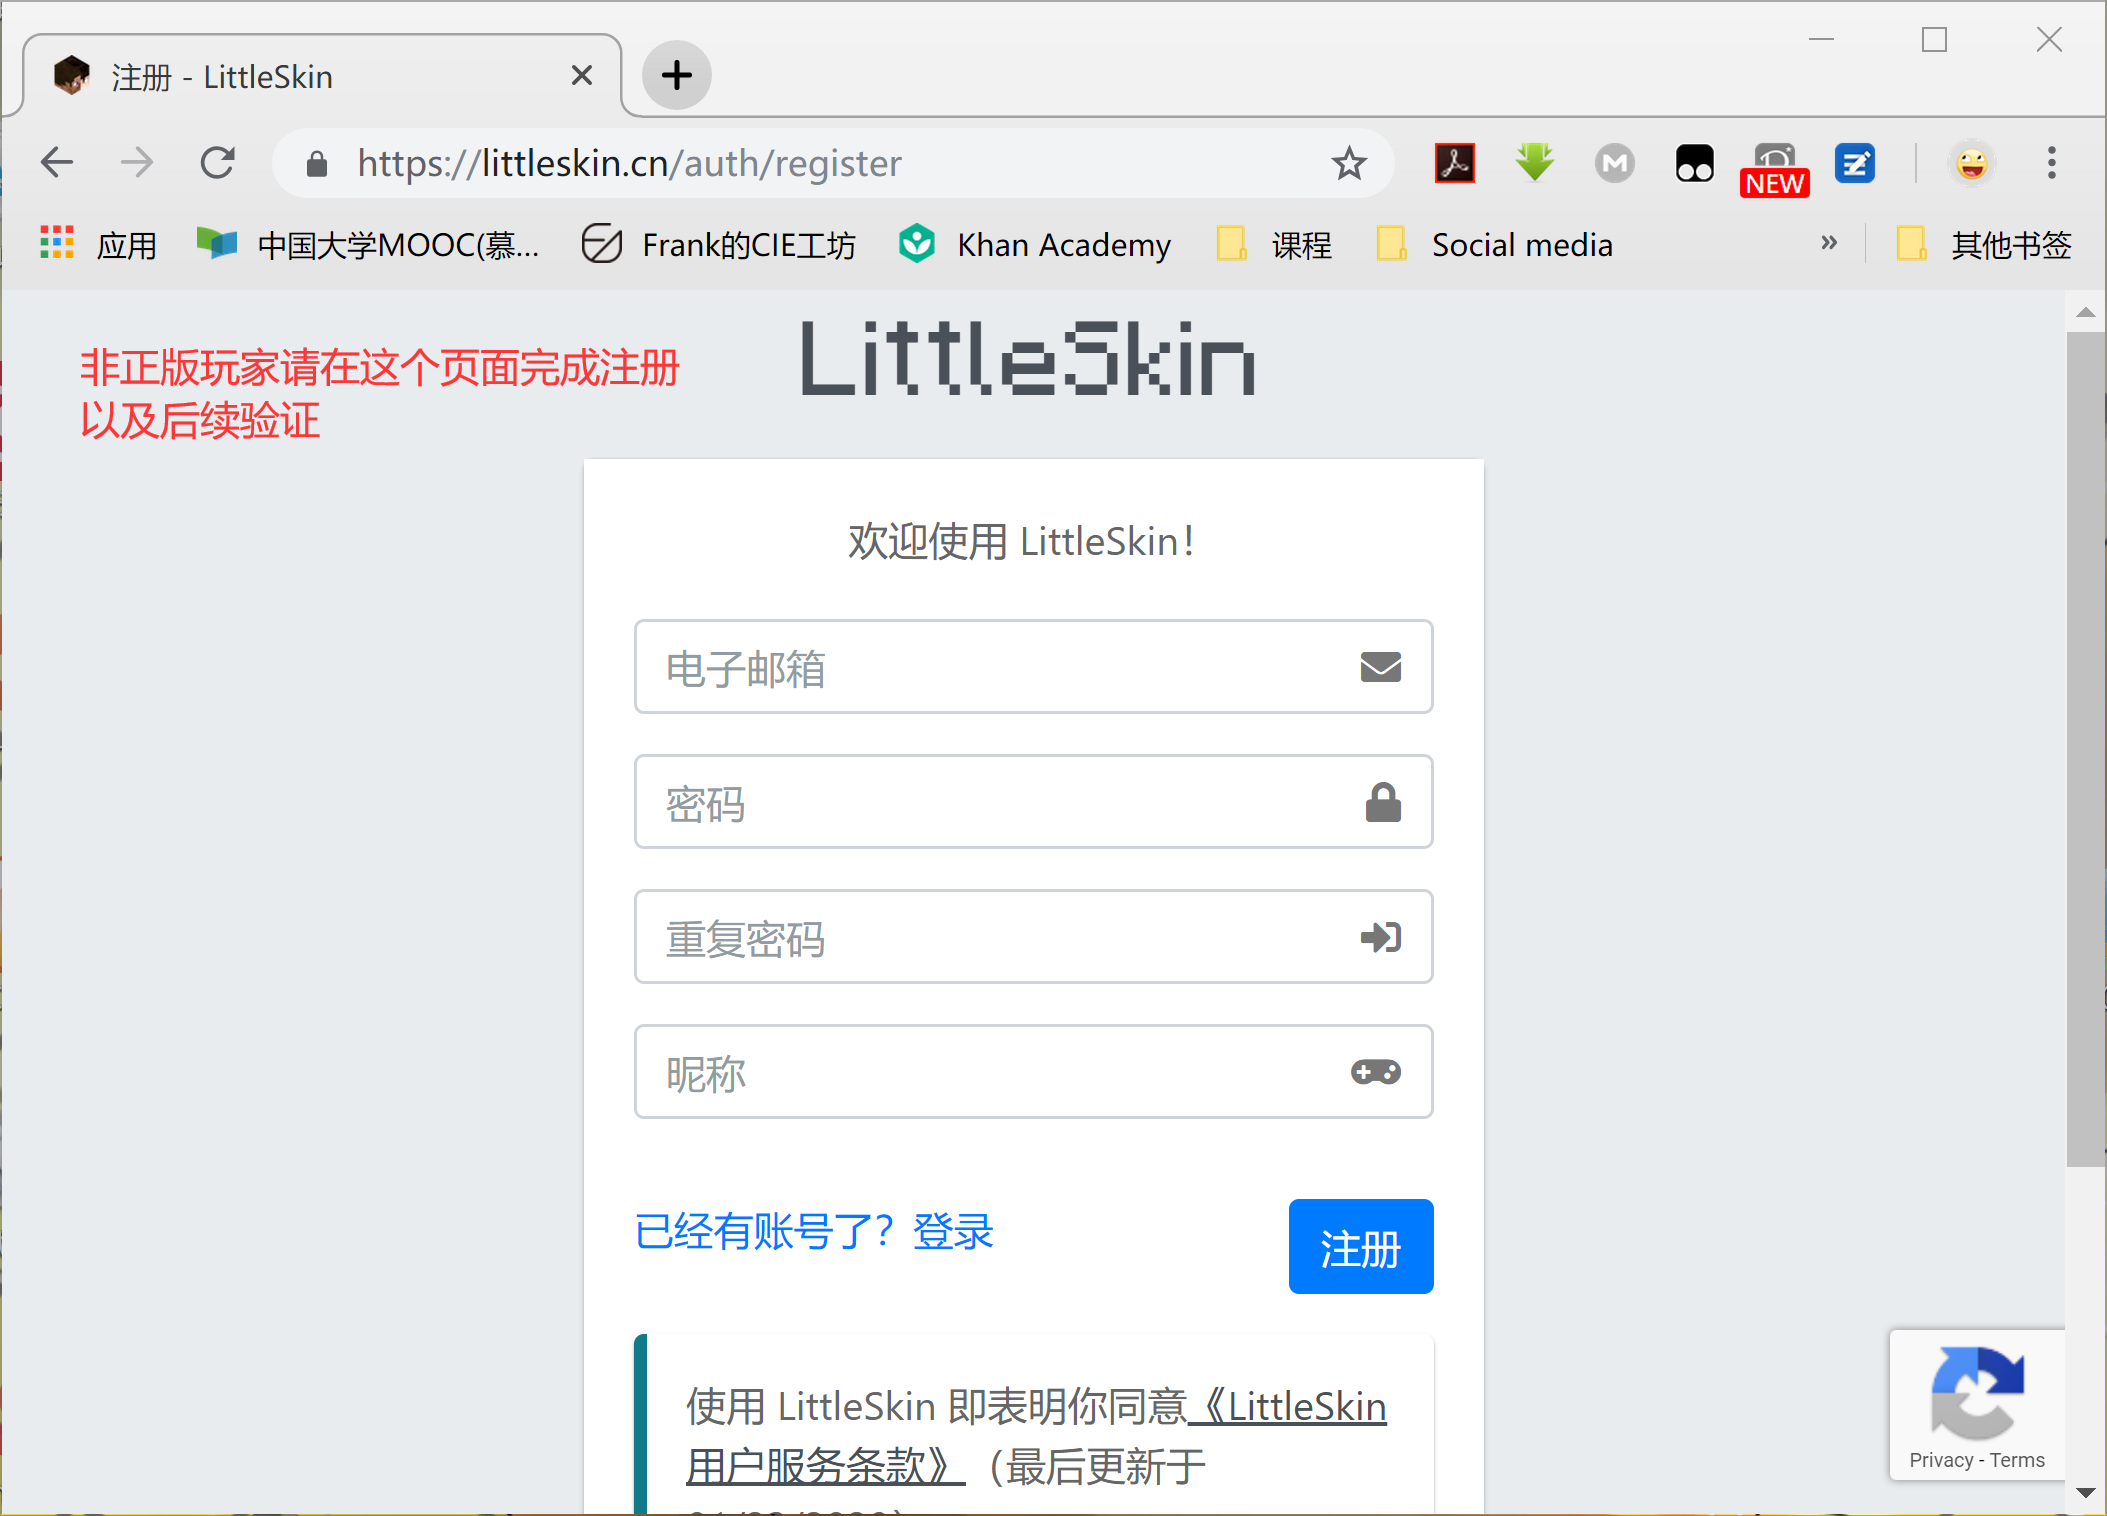 注册 - LittleSkin
https://littleskin.cn/auth/register
NEW
应用
中国大学MOOC(慕...
Frank的CIE工坊
Khan Academy
课程
Social media
»
其他书签
非正版玩家请在这个页面完成注册
以及后续验证
LittleSkin
欢迎使用 LittleSkin！
电子邮箱
密码
重复密码
昵称
已经有账号了？登录
注册
使用 LittleSkin 即表明你同意《LittleSkin
用户服务条款》（最后更新于
Privacy - Terms